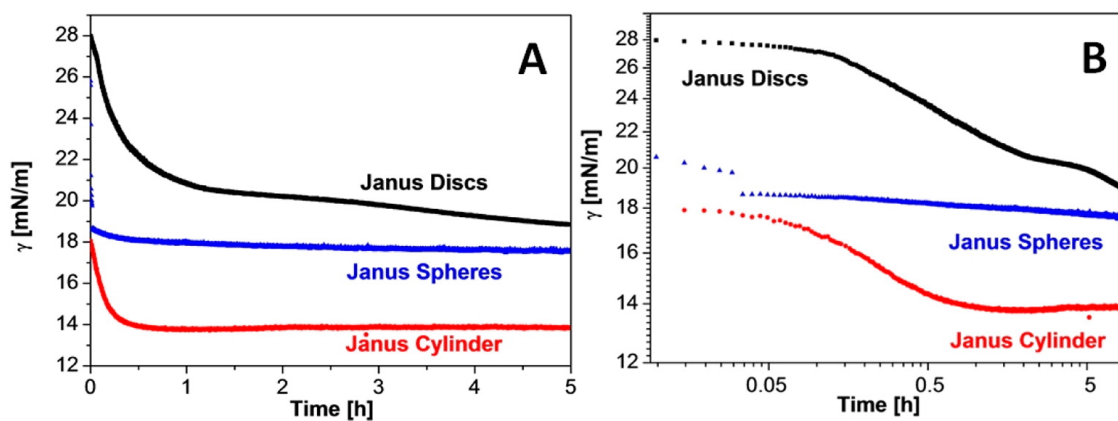 A
28
26
24
22
20
18
16
14
12
γ [mN/m]
Janus Discs
Janus Spheres
Janus Cylinder
0 1 2 3 4 5
Time [h]
B
28
26
24
22
20
18
16
14
12
γ [mN/m]
Janus Discs
Janus Spheres
Janus Cylinder
0.05 0.5 5
Time [h]